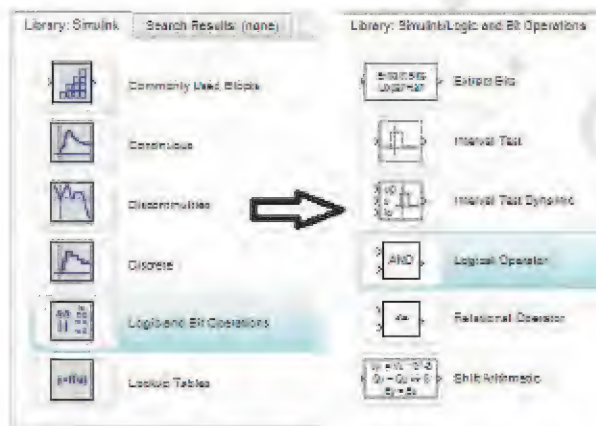 Library: Simulink
Search Results: (none)
Commonly Used Blocks
Continuous
Discontinuities
Discrete
Logic and Bit Operations
Lookup Tables
Library: Simulink/Logic and Bit Operations
Extract Bits
Interval Test
Interval Test Dynamic
AND
Logical Operator
Relational Operator
Shift Arithmetic